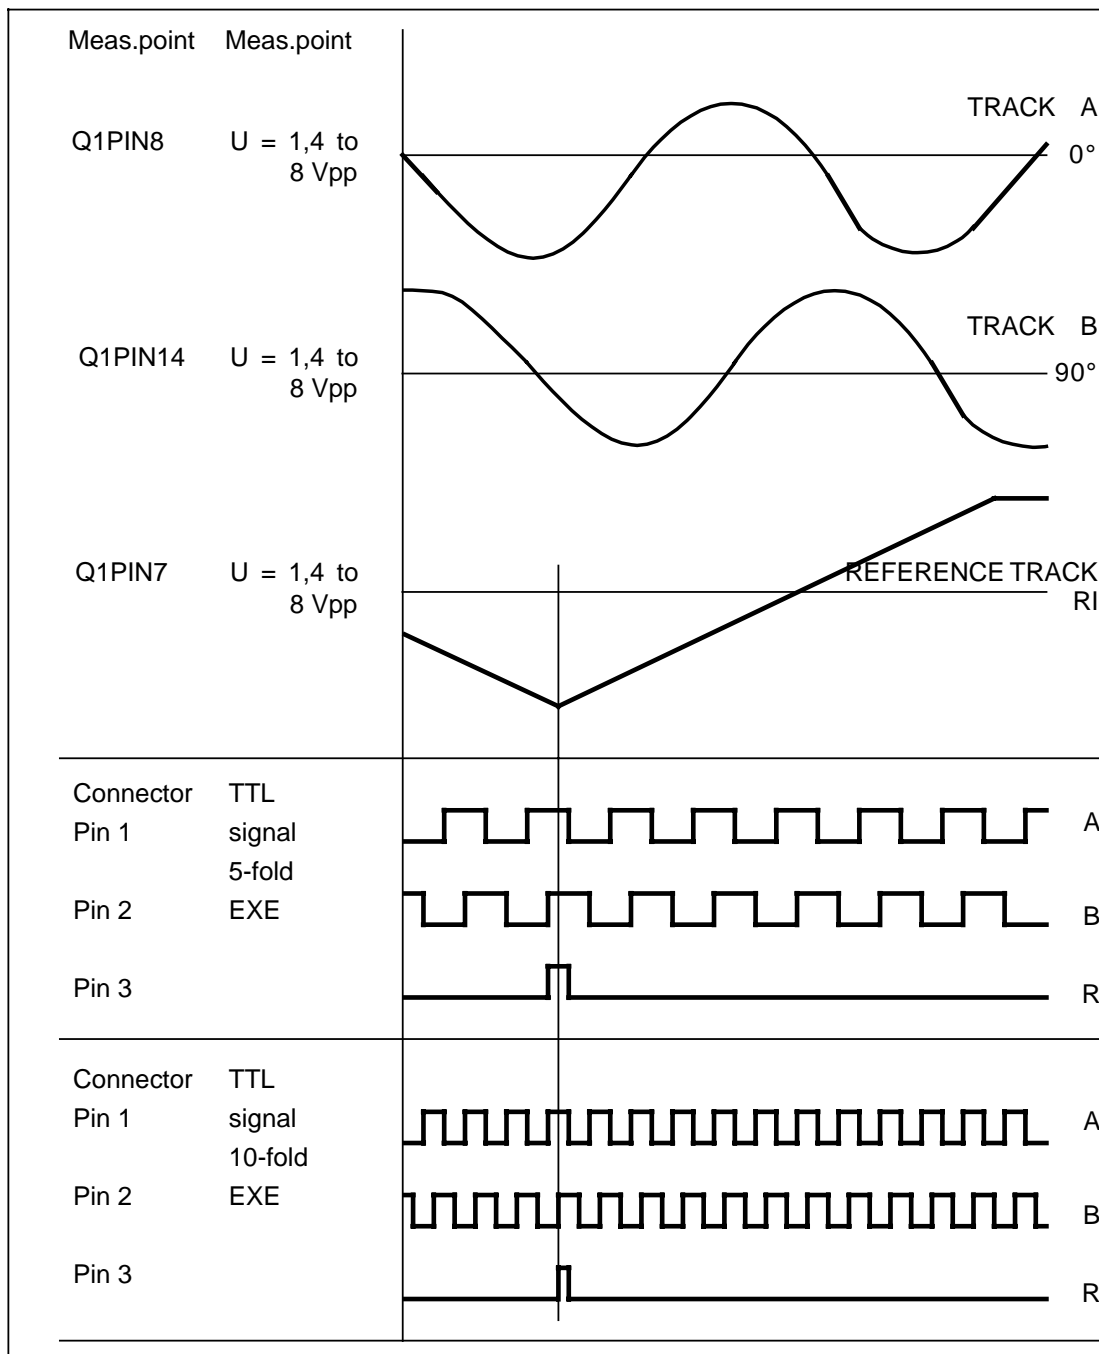 Meas.point Meas.point
TRACK A
Q1PIN8 U = 1,4 to
8 Vpp
0°
TRACK B
Q1PIN14 U = 1,4 to
8 Vpp
90°
Q1PIN7 U = 1,4 to
8 Vpp
REFERENCE TRACK
RI
Connector TTL
Pin 1 signal A
5-fold
Pin 2 EXE B
Pin 3 R
Connector TTL
Pin 1 signal A
10-fold
Pin 2 EXE B
Pin 3 R